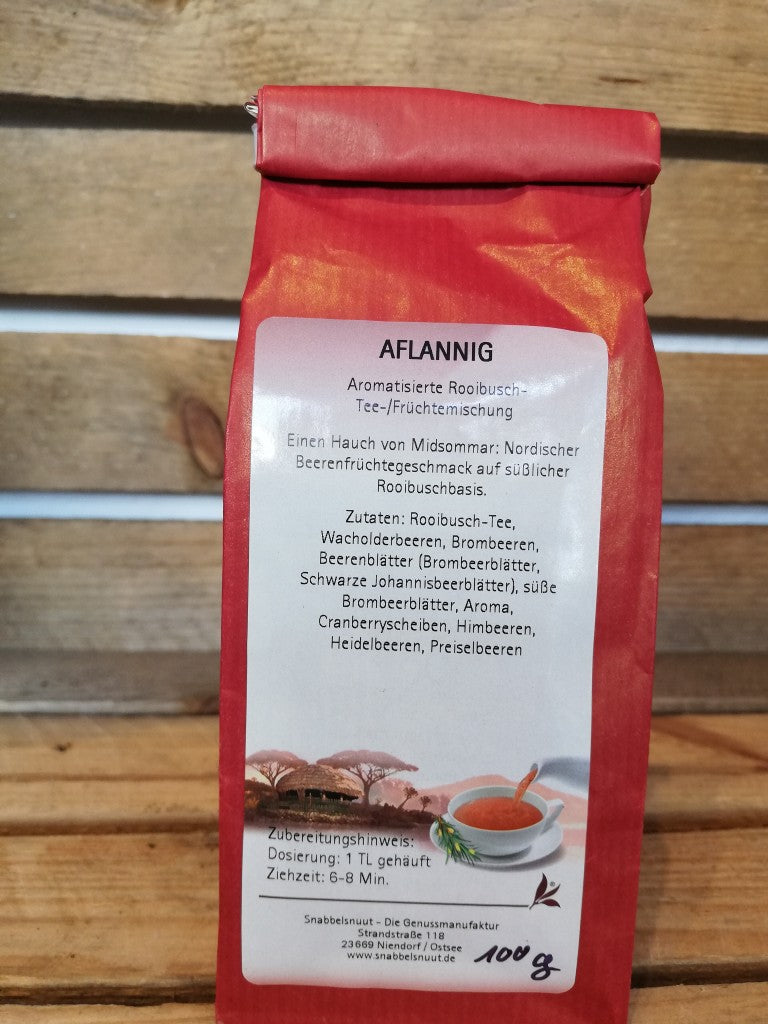 AFLANNIG
Aromatisierte Rooibusch-
Tee-/Früchtemischung
Einen Hauch von Midsommar: Nordischer
Beerenfrüchtegeschmack auf süßlicher
Rooibuschbasis.
Zutaten: Rooibusch-Tee,
Wacholderbeeren, Brombeeren,
Beerenblätter (Brombeerblätter,
Schwarze Johannisbeerblätter), süße
Brombeerblätter, Aroma,
Cranberryscheiben, Himbeeren,
Heidelbeeren, Preiselbeeren
Zubereitungshinweis:
Dosierung: 1 TL gehäuft
Ziehzeit: 6-8 Min.
Snabbelsnuut - Die Genussmanufaktur
Strandstraße 118
23669 Niendorf / Ostsee
www.snabbelsnuut.de
100 g